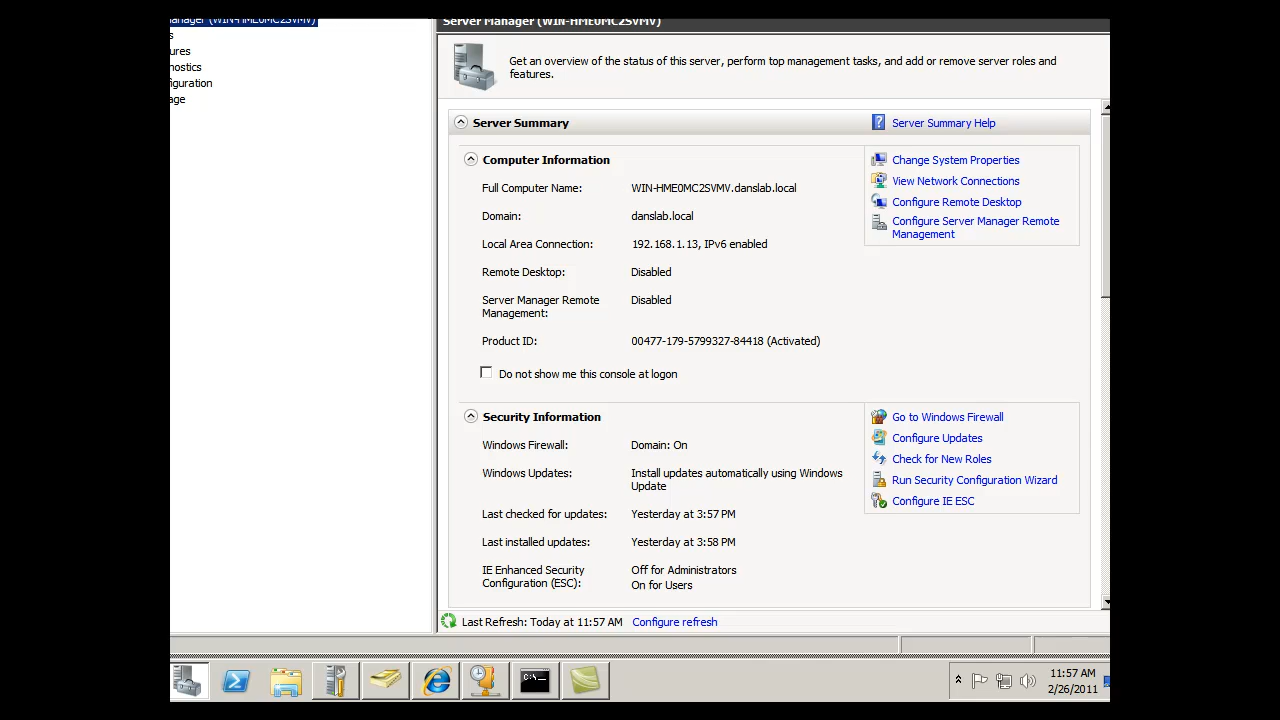 Manager (WIN-HME0MC2SVMV)
s
ures
nostics
iguration
age
Server Manager (WIN-HME0MC2SVMV)
Get an overview of the status of this server, perform top management tasks, and add or remove server roles and
features.
Server Summary
Server Summary Help
Computer Information
Full Computer Name: WIN-HME0MC2SVMV.danslab.local
Domain: danslab.local
Local Area Connection: 192.168.1.13, IPv6 enabled
Remote Desktop: Disabled
Server Manager Remote
Management:
Disabled
Product ID: 00477-179-5799327-84418 (Activated)
Do not show me this console at logon
Change System Properties
View Network Connections
Configure Remote Desktop
Configure Server Manager Remote
Management
Security Information
Windows Firewall: Domain: On
Windows Updates: Install updates automatically using Windows
Update
Last checked for updates: Yesterday at 3:57 PM
Last installed updates: Yesterday at 3:58 PM
IE Enhanced Security
Configuration (ESC):
Off for Administrators
On for Users
Go to Windows Firewall
Configure Updates
Check for New Roles
Run Security Configuration Wizard
Configure IE ESC
Last Refresh: Today at 11:57 AM Configure refresh
C:\
11:57 AM
2/26/2011